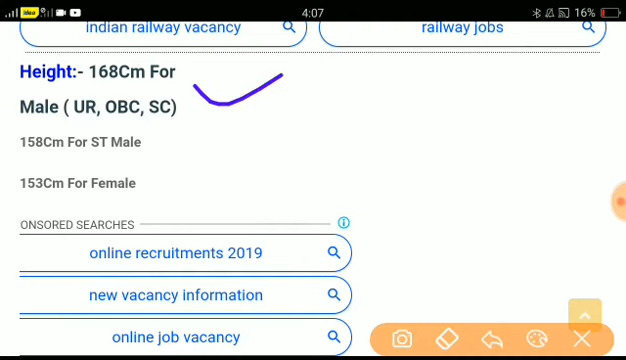 idea
4:07
16%
indian railway vacancy
railway jobs
Height:- 168Cm For
Male ( UR, OBC, SC)
158Cm For ST Male
153Cm For Female
ONSORED SEARCHES
online recruitments 2019
new vacancy information
online job vacancy